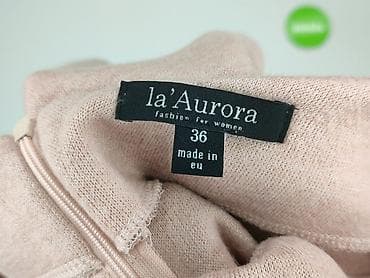 la'Aurora
fashion for women
36
made in
eu